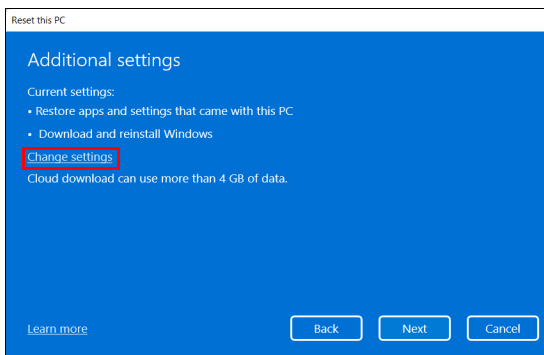 Reset this PC
Additional settings
Current settings:
• Restore apps and settings that came with this PC
• Download and reinstall Windows
Change settings
Cloud download can use more than 4 GB of data.
Learn more
Back
Next
Cancel